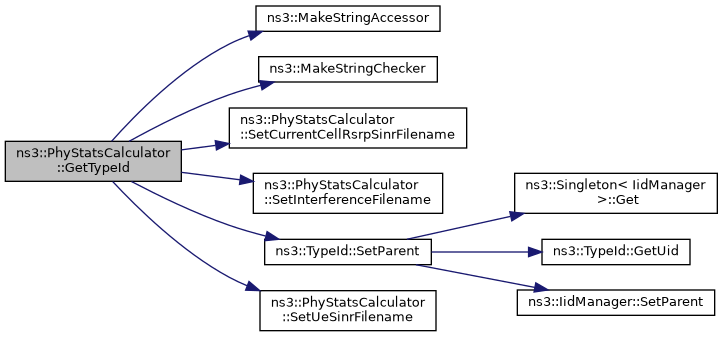 ns3::PhyStatsCalculator
::GetTypeId
ns3::MakeStringAccessor
ns3::MakeStringChecker
ns3::PhyStatsCalculator
::SetCurrentCellRsrpSinrFilename
ns3::PhyStatsCalculator
::SetInterferenceFilename
ns3::TypeId::SetParent
ns3::PhyStatsCalculator
::SetUeSinrFilename
ns3::Singleton< IidManager
>::Get
ns3::TypeId::GetUid
ns3::IidManager::SetParent